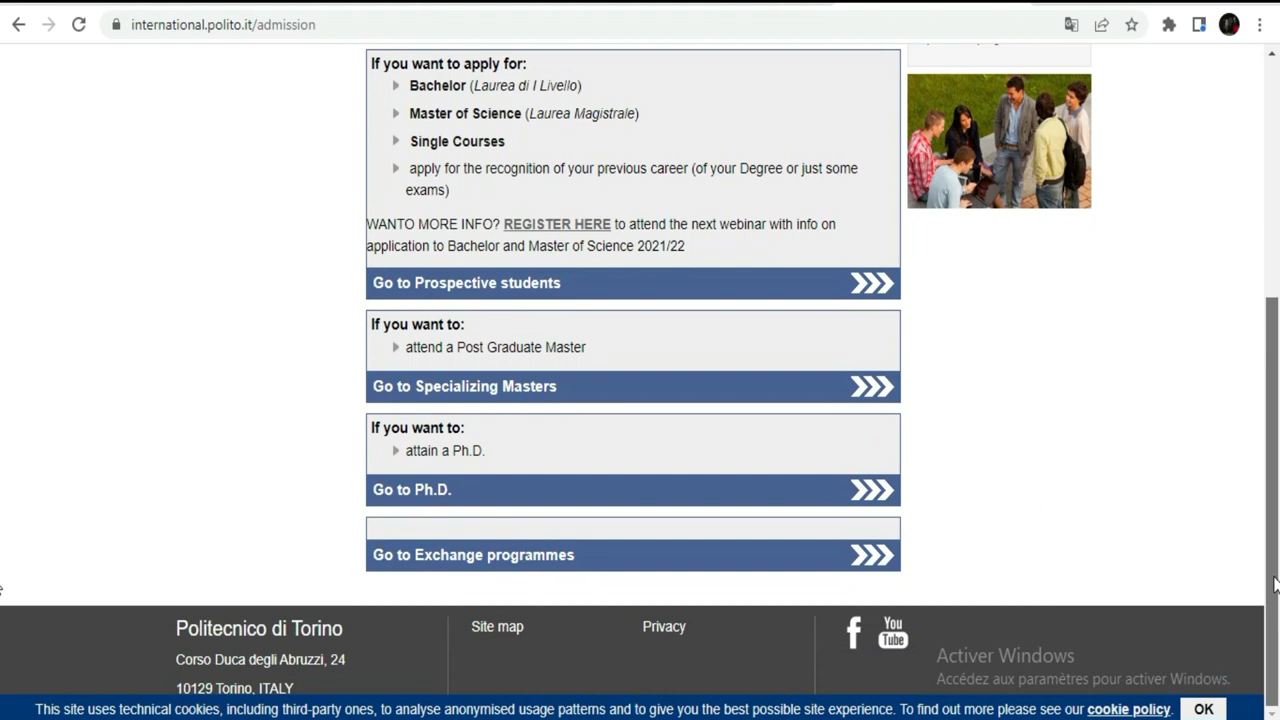 international.polito.it/admission
If you want to apply for:
Bachelor (Laurea di I Livello)
Master of Science (Laurea Magistrale)
Single Courses
apply for the recognition of your previous career (of your Degree or just some
exams)
WANTO MORE INFO? REGISTER HERE to attend the next webinar with info on
application to Bachelor and Master of Science 2021/22
Go to Prospective students
If you want to:
attend a Post Graduate Master
Go to Specializing Masters
If you want to:
attain a Ph.D.
Go to Ph.D.
Go to Exchange programmes
Politecnico di Torino
Corso Duca degli Abruzzi, 24
10129 Torino, ITALY
Site map
Privacy
You
Tube
Activer Windows
Accédez aux paramètres pour activer Windows.
This site uses technical cookies, including third-party ones, to analyse anonymised usage patterns and to give you the best possible site experience. To find out more please see our cookie policy.
OK